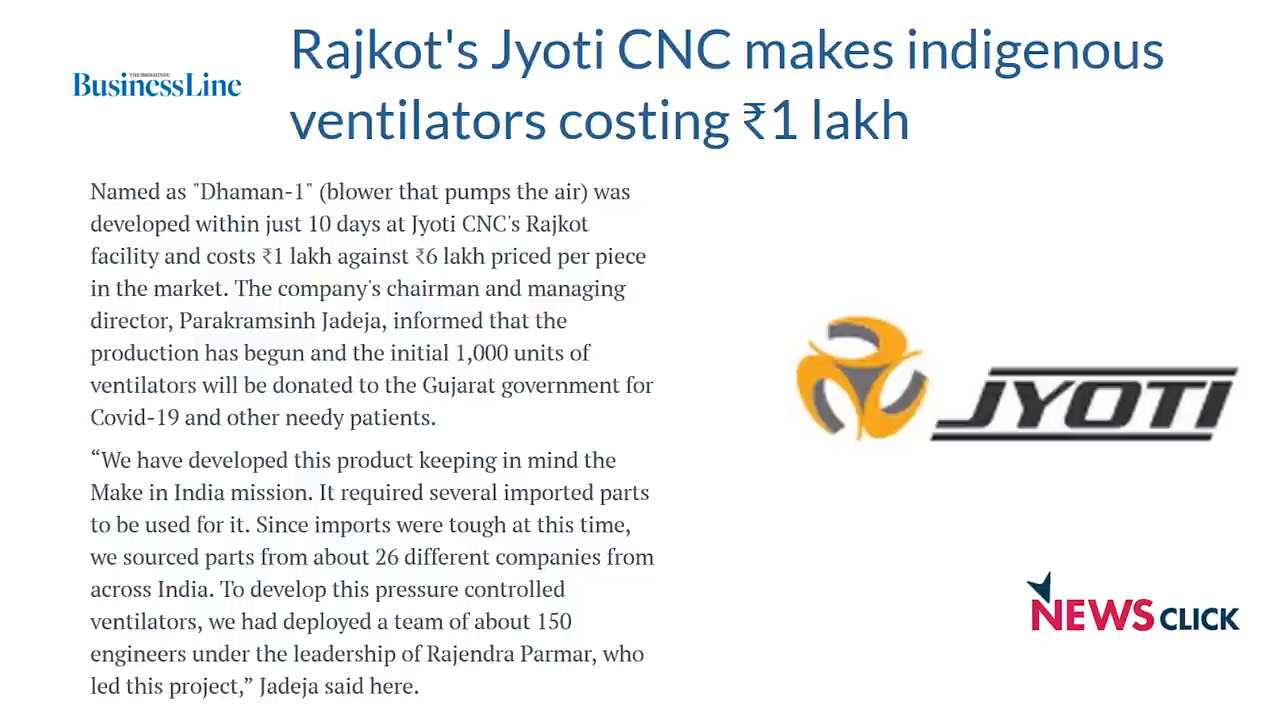 Rajkot's Jyoti CNC makes indigenous
ventilators costing ₹1 lakh
BusinessLine
Named as "Dhaman-1" (blower that pumps the air) was
developed within just 10 days at Jyoti CNC's Rajkot
facility and costs ₹1 lakh against ₹6 lakh priced per piece
in the market. The company's chairman and managing
director, Parakramsinh Jadeja, informed that the
production has begun and the initial 1,000 units of
ventilators will be donated to the Gujarat government for
Covid-19 and other needy patients.
“We have developed this product keeping in mind the
Make in India mission. It required several imported parts
to be used for it. Since imports were tough at this time,
we sourced parts from about 26 different companies from
across India. To develop this pressure controlled
ventilators, we had deployed a team of about 150
engineers under the leadership of Rajendra Parmar, who
led this project,” Jadeja said here.
JYOTI
NEWS CLICK